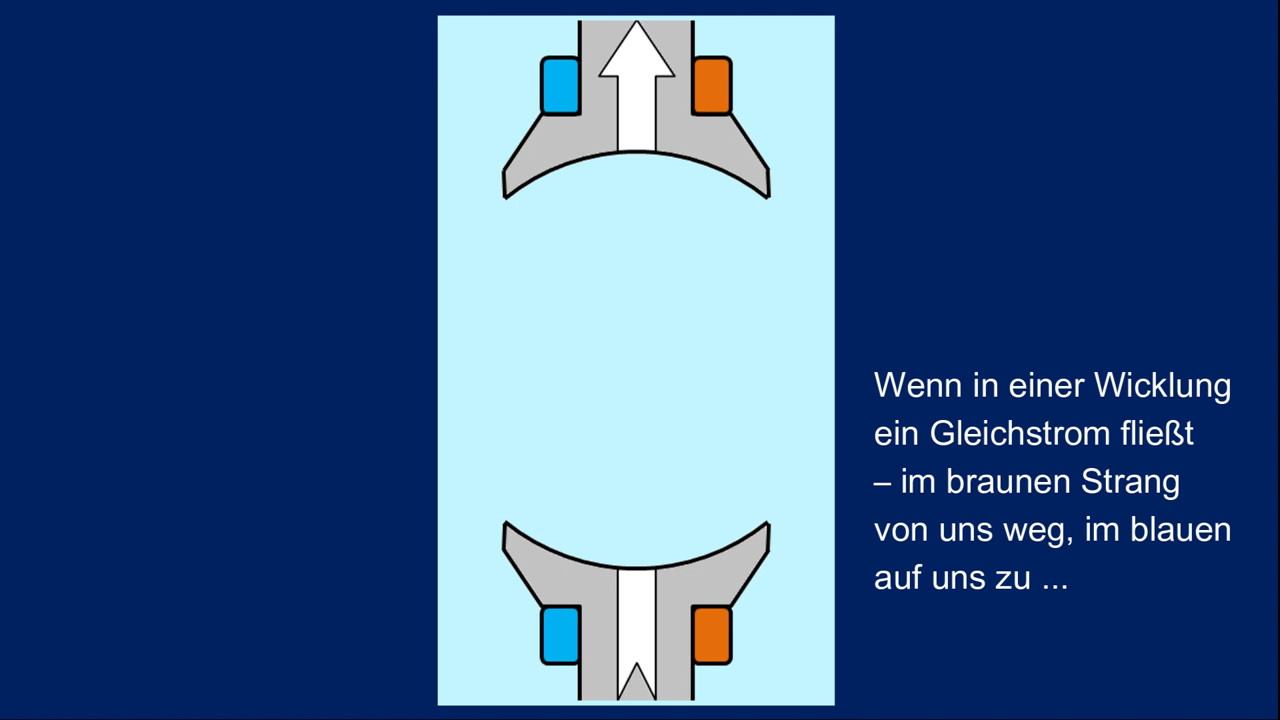 Wenn in einer Wicklung
ein Gleichstrom fließt
– im braunen Strang
von uns weg, im blauen
auf uns zu ...